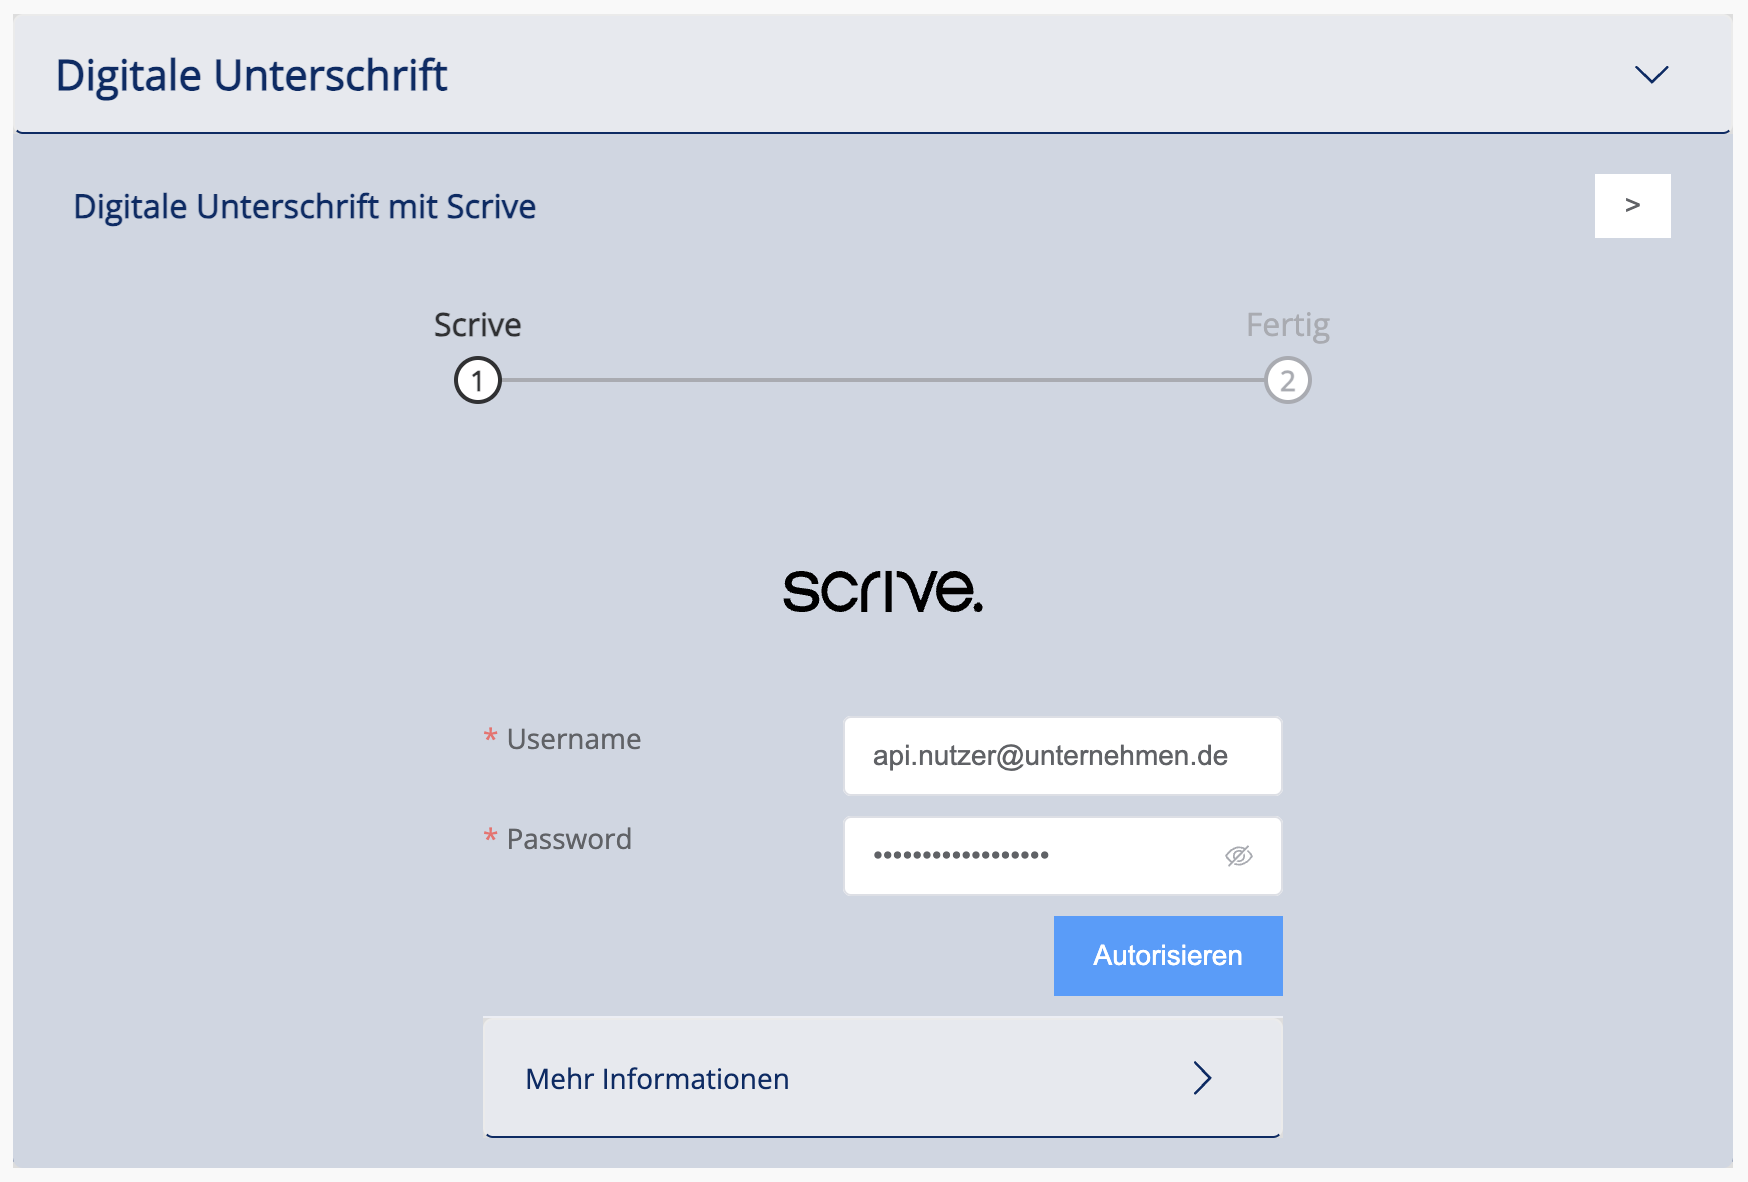 Digitale Unterschrift
Digitale Unterschrift mit Scrive
>
Scrive
Fertig
1
2
scrive.
* Username
api.nutzer@unternehmen.de
* Password
••••••••••••••••••
Autorisieren
Mehr Informationen